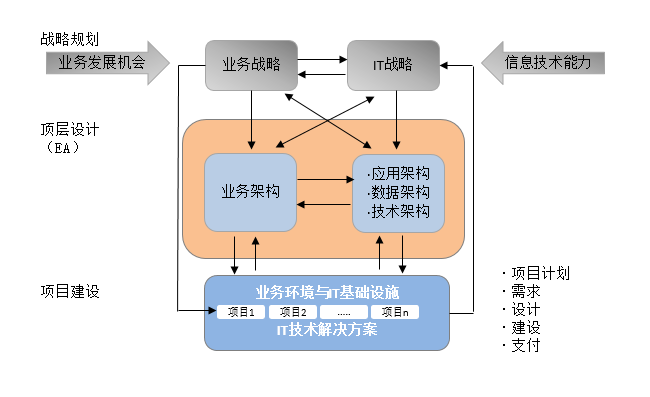 战略规划
业务发展机会
业务战略
IT战略
信息技术能力
顶层设计
（EA）
业务架构
·应用架构
·数据架构
·技术架构
项目建设
业务环境与IT基础设施
项目1
项目2
.....
项目n
IT技术解决方案
·项目计划
·需求
·设计
·建设
·支付